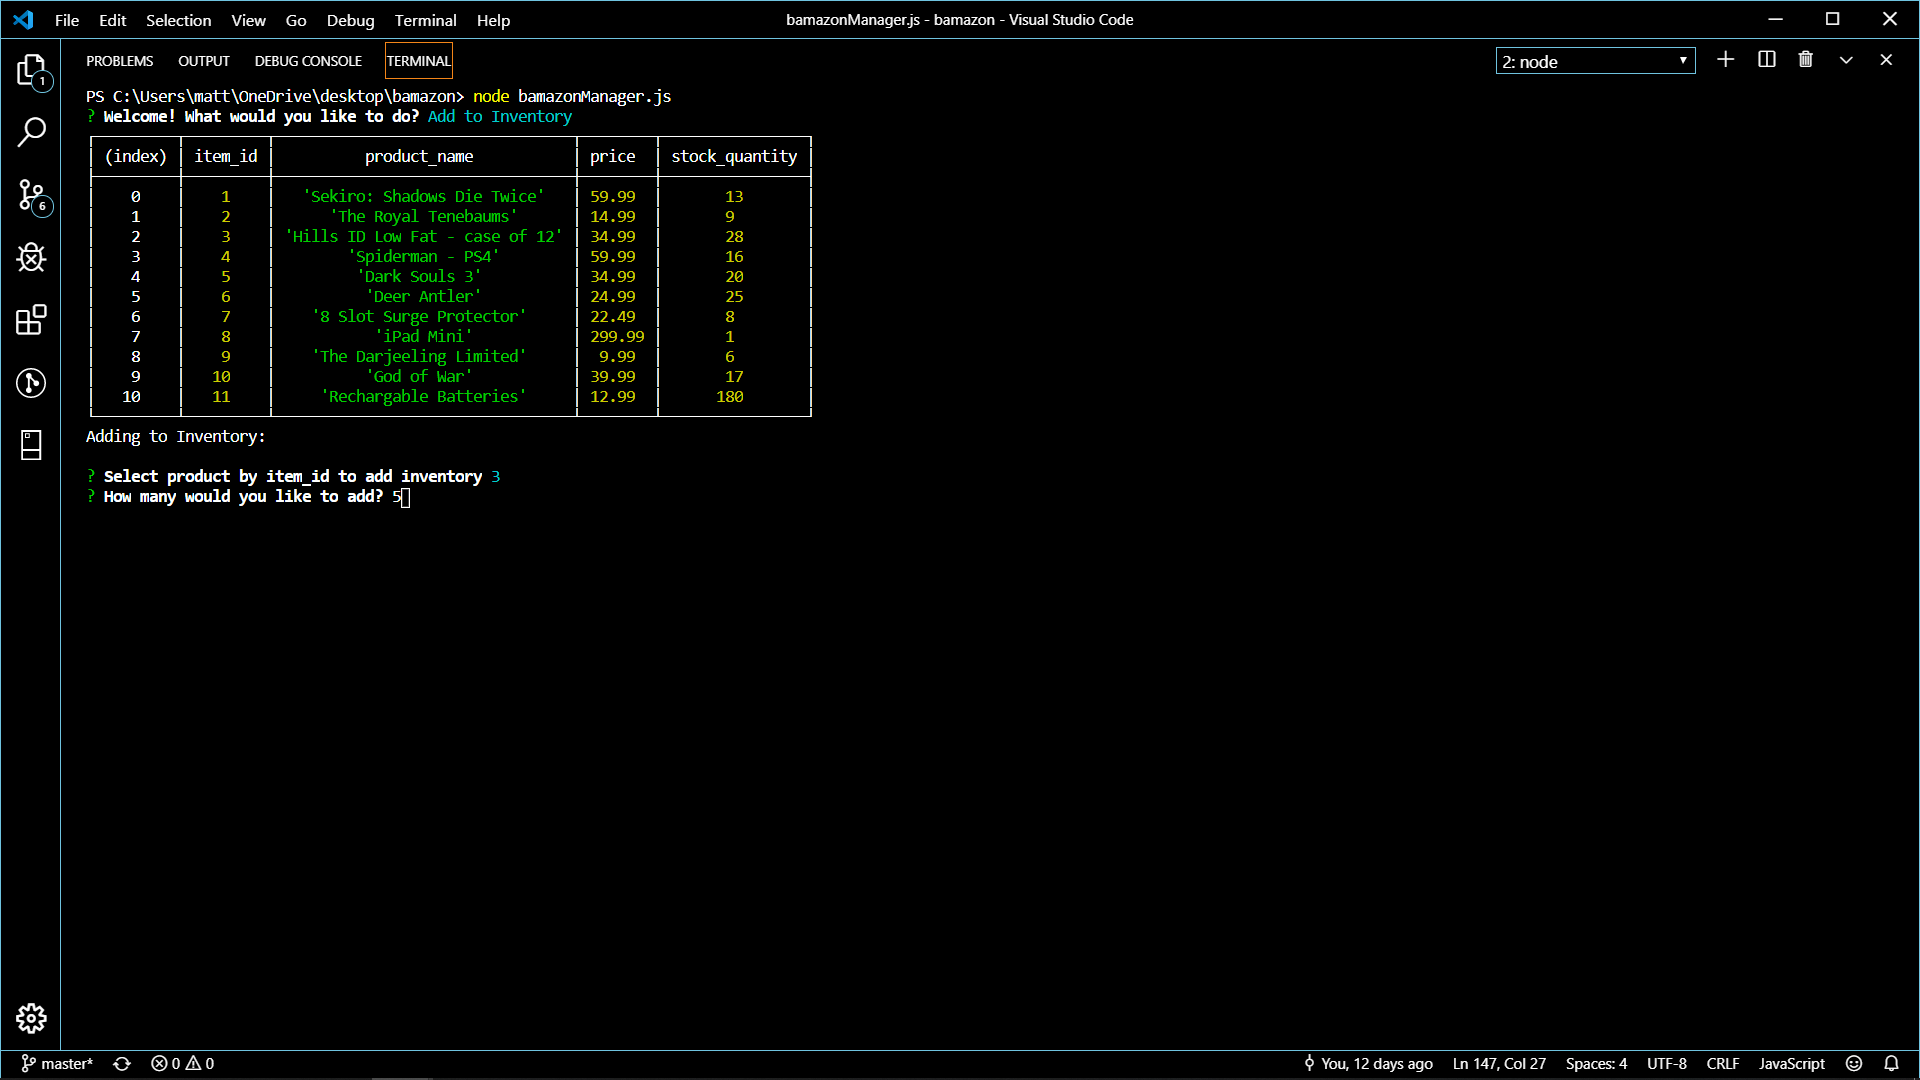 File Edit Selection View Go Debug Terminal Help bamazonManager.js - bamazon - Visual Studio Code
PROBLEMS OUTPUT DEBUG CONSOLE TERMINAL 2: node
1
6
PS C:\Users\matt\OneDrive\desktop\bamazon> node bamazonManager.js
? Welcome! What would you like to do? Add to Inventory
(index) item_id product_name price stock_quantity
0 1 'Sekiro: Shadows Die Twice' 59.99 13
1 2 'The Royal Tenebaums' 14.99 9
2 3 'Hills ID Low Fat - case of 12' 34.99 28
3 4 'Spiderman - PS4' 59.99 16
4 5 'Dark Souls 3' 34.99 20
5 6 'Deer Antler' 24.99 25
6 7 '8 Slot Surge Protector' 22.49 8
7 8 'iPad Mini' 299.99 1
8 9 'The Darjeeling Limited' 9.99 6
9 10 'God of War' 39.99 17
10 11 'Rechargable Batteries' 12.99 180
Adding to Inventory:
? Select product by item_id to add inventory 3
? How many would you like to add? 5
master* 0 0 You, 12 days ago Ln 147, Col 27 Spaces: 4 UTF-8 CRLF JavaScript